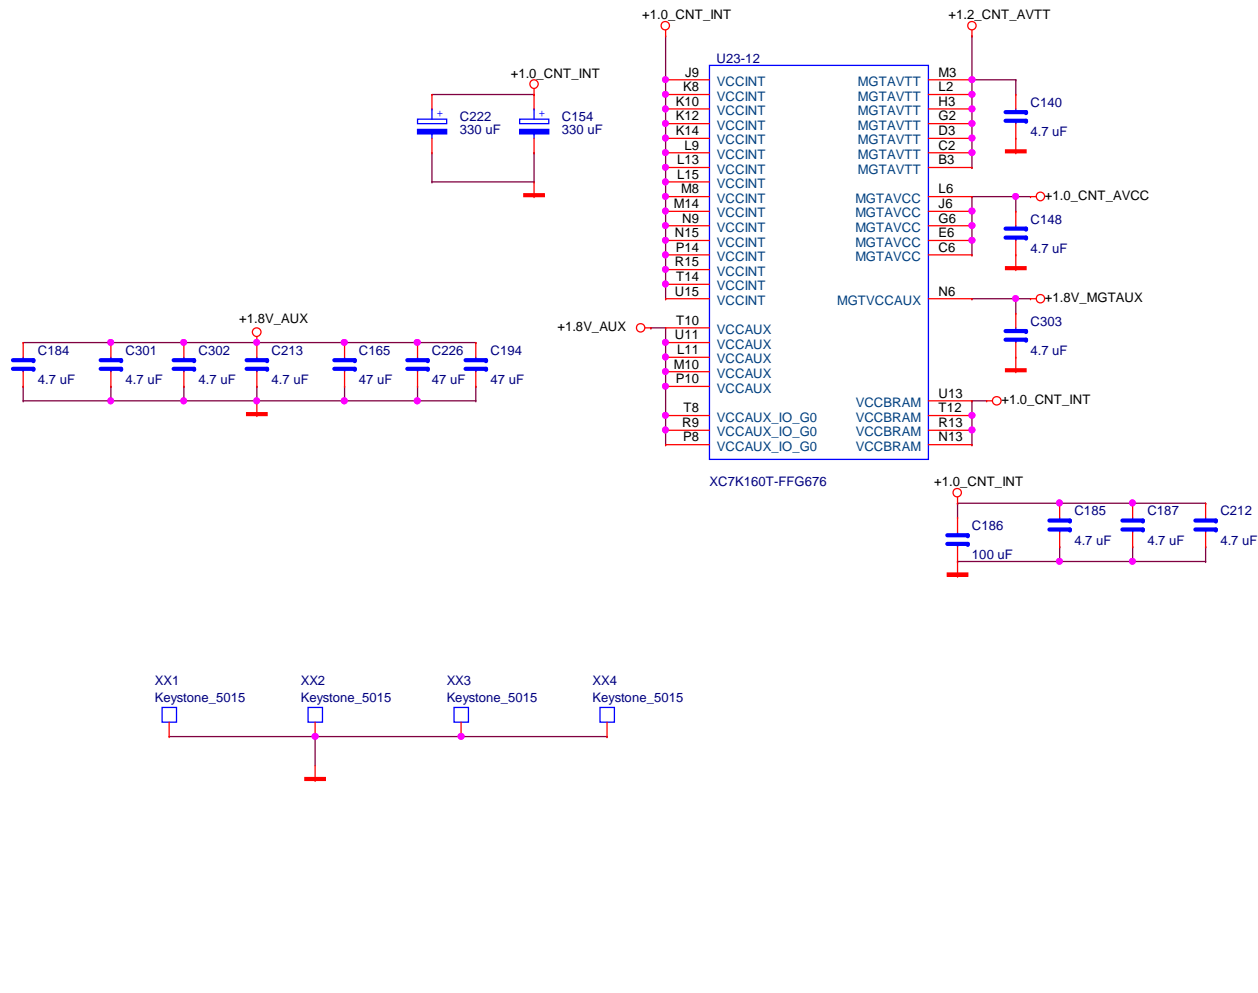 +1.0_CNT_INT
+1.2_CNT_AVTT
U23-12
J9 VCCINT MGTAVTT M3
K8 VCCINT MGTAVTT L2
K10 VCCINT MGTAVTT H3
K12 VCCINT MGTAVTT G2
K14 VCCINT MGTAVTT D3
L9 VCCINT MGTAVTT C2
L13 VCCINT MGTAVTT B3
L15 VCCINT
M8 VCCINT MGTAVCC L6
M14 VCCINT MGTAVCC J6
N9 VCCINT MGTAVCC G6
N15 VCCINT MGTAVCC E6
P14 VCCINT MGTAVCC C6
R15 VCCINT
T14 VCCINT
U15 VCCINT MGTVCCAUX N6
+1.8V_AUX
T10 VCCAUX
U11 VCCAUX
L11 VCCAUX
M10 VCCAUX
P10 VCCAUX
VCCBRAM U13
T8 VCCAUX_IO_G0 VCCBRAM T12
R9 VCCAUX_IO_G0 VCCBRAM R13
P8 VCCAUX_IO_G0 VCCBRAM N13
XC7K160T-FFG676
C140
4.7 uF
+1.0_CNT_AVCC
C148
4.7 uF
+1.8V_MGTAUX
C303
4.7 uF
+1.0_CNT_INT
+1.0_CNT_INT
+
C222
330 uF
+
C154
330 uF
+1.8V_AUX
C184
4.7 uF
C301
4.7 uF
C302
4.7 uF
C213
4.7 uF
C165
47 uF
C226
47 uF
C194
47 uF
+1.0_CNT_INT
C186
100 uF
C185
4.7 uF
C187
4.7 uF
C212
4.7 uF
XX1
Keystone_5015
XX2
Keystone_5015
XX3
Keystone_5015
XX4
Keystone_5015